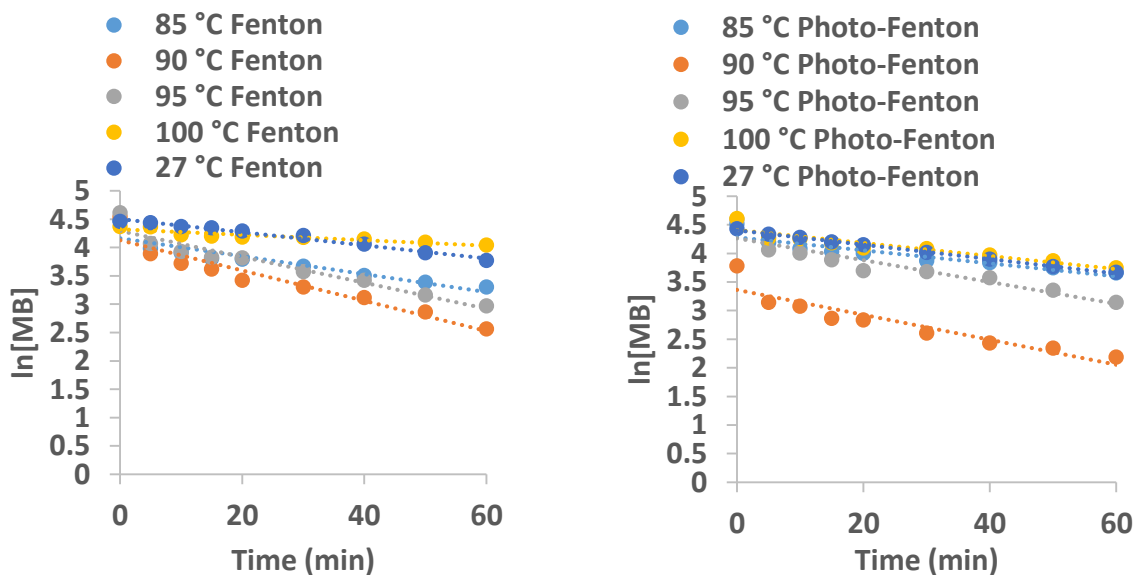 85 °C Fenton
90 °C Fenton
95 °C Fenton
100 °C Fenton
27 °C Fenton
5
4.5
4
3.5
3
2.5
2
1.5
1
0.5
0
ln[MB]
0 20 40 60
Time (min)
85 °C Photo-Fenton
90 °C Photo-Fenton
95 °C Photo-Fenton
100 °C Photo-Fenton
27 °C Photo-Fenton
5
4.5
4
3.5
3
2.5
2
1.5
1
0.5
0
ln[MB]
0 20 40 60
Time (min)